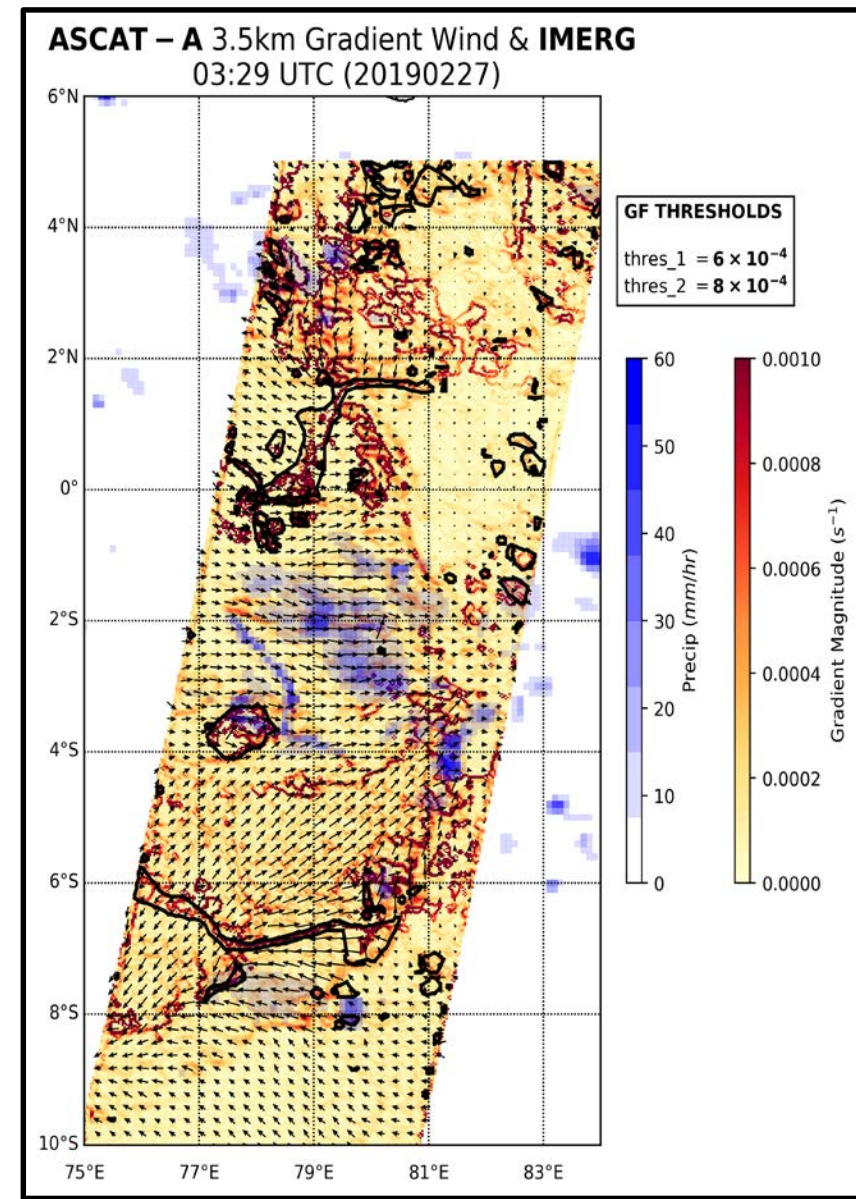 ASCAT – A 3.5km Gradient Wind & IMERG
03:29 UTC (20190227)
6°N
4°N
2°N
0°
2°S
4°S
6°S
8°S
10°S
75°E 77°E 79°E 81°E 83°E
GF THRESHOLDS
thres_1 = 6 × 10⁻⁴
thres_2 = 8 × 10⁻⁴
60
50
40
30
20
10
0
Precip (mm/hr)
0.0010
0.0008
0.0006
0.0004
0.0002
0.0000
Gradient Magnitude (s⁻¹)